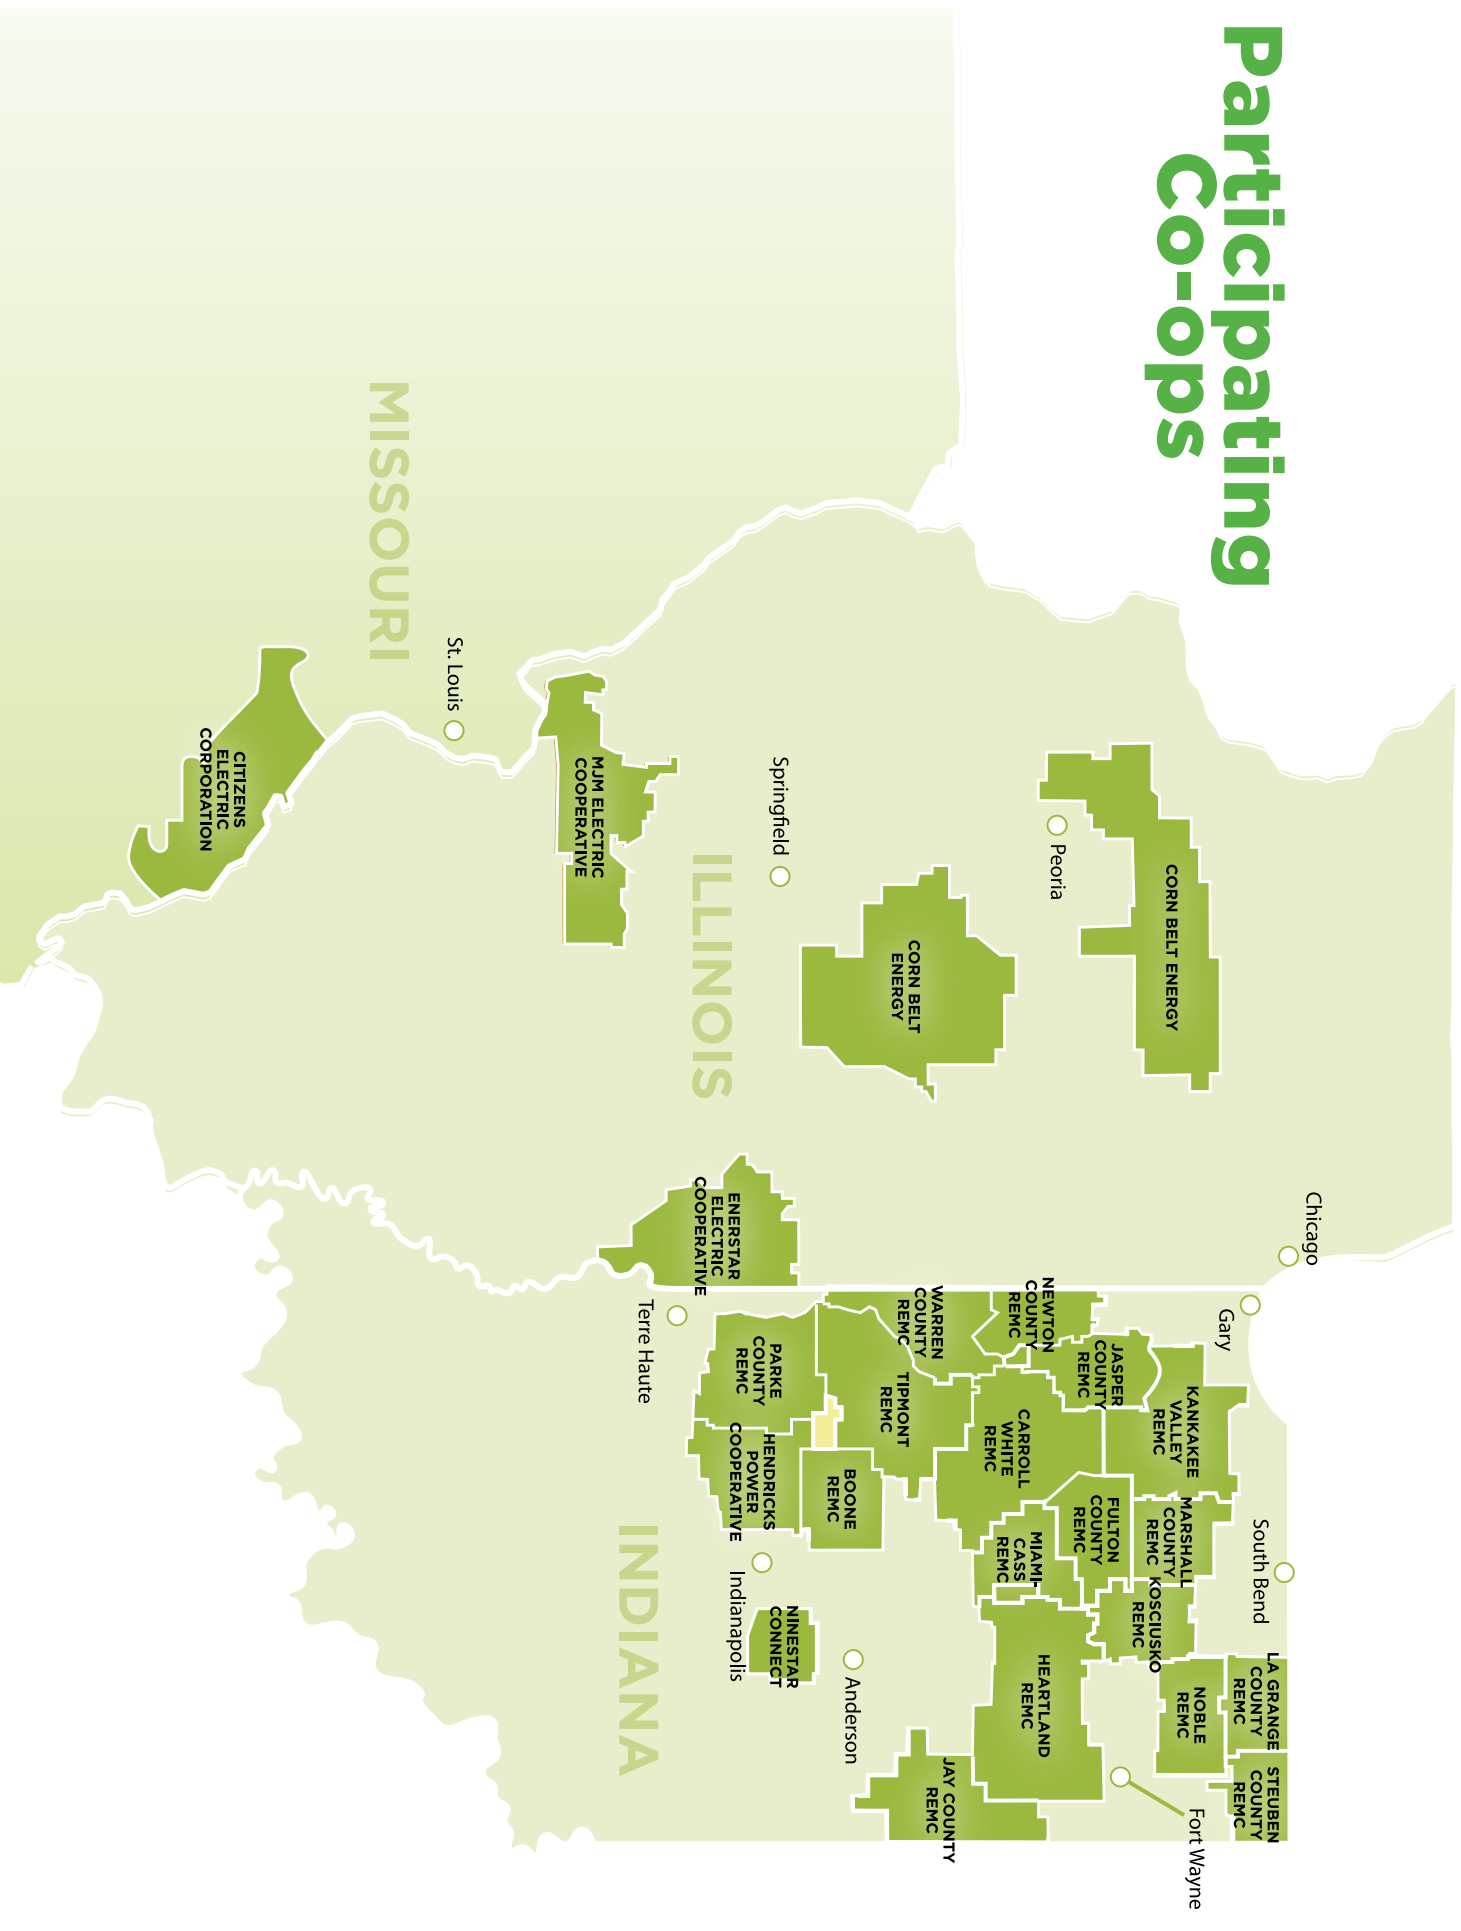 Participating
Co-ops
MISSOURI
ILLINOIS
INDIANA
Chicago
Gary
South Bend
Fort Wayne
Peoria
Springfield
St. Louis
Terre Haute
Indianapolis
Anderson
CORN BELT ENERGY
CORN BELT
ENERGY
MJM ELECTRIC
COOPERATIVE
CITIZENS
ELECTRIC
CORPORATION
ENERSTAR
ELECTRIC
COOPERATIVE
NEWTON
COUNTY
REMC
JASPER
COUNTY
REMC
KANKAKEE
VALLEY
REMC
MARSHALL
COUNTY
REMC
KOSCIUSKO
REMC
LA GRANGE
COUNTY
REMC
STEUBEN
COUNTY
REMC
NOBLE
REMC
FULTON
COUNTY
REMC
CARROLL
WHITE
REMC
MIAMI-
CASS
REMC
HEARTLAND
REMC
WARREN
COUNTY
REMC
TIPMONT
REMC
JAY COUNTY
REMC
BOONE
REMC
PARKE
COUNTY
REMC
HENDRICKS
POWER
COOPERATIVE
NINESTAR
CONNECT